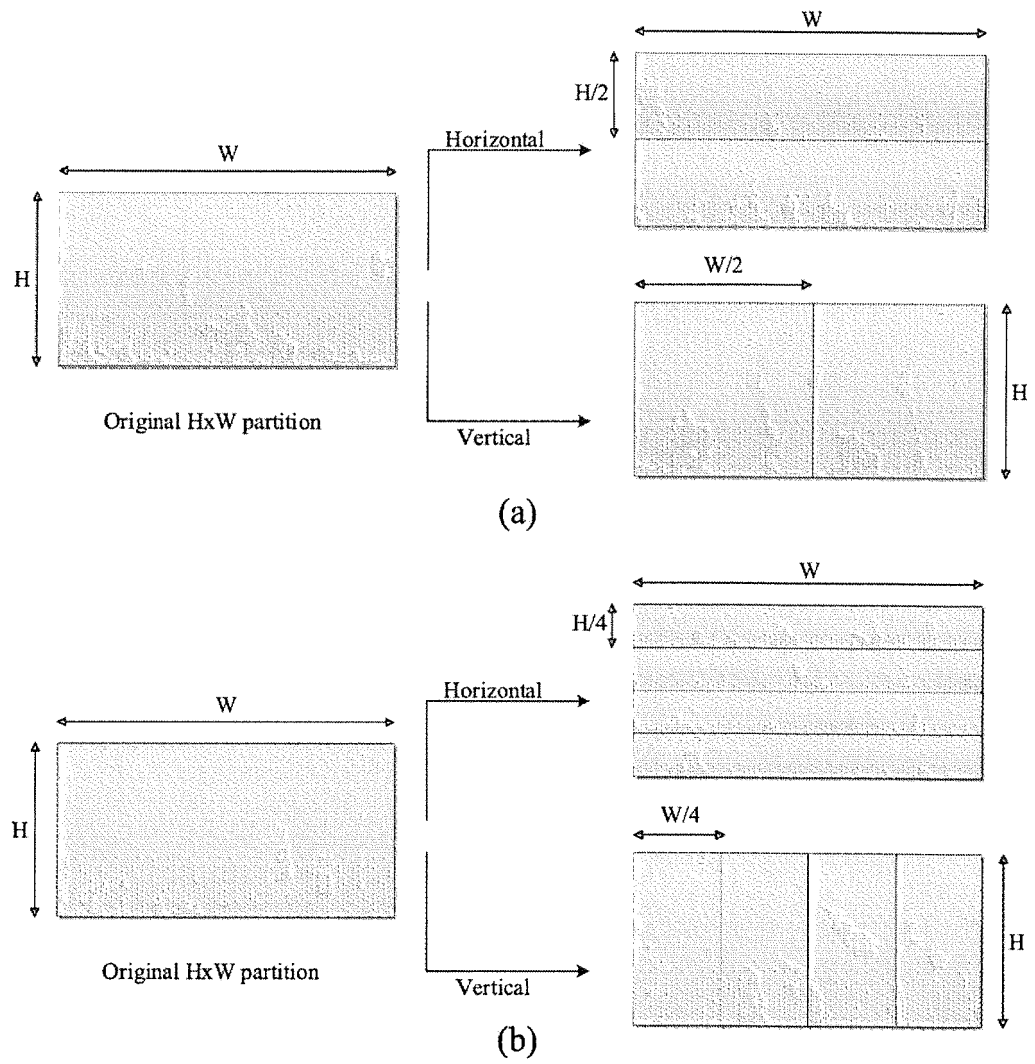 W
H/2
Horizontal
W
H
W/2
H
Original HxW partition
Vertical
(a)
W
H/4
Horizontal
W
H
W/4
H
Original HxW partition
Vertical
(b)